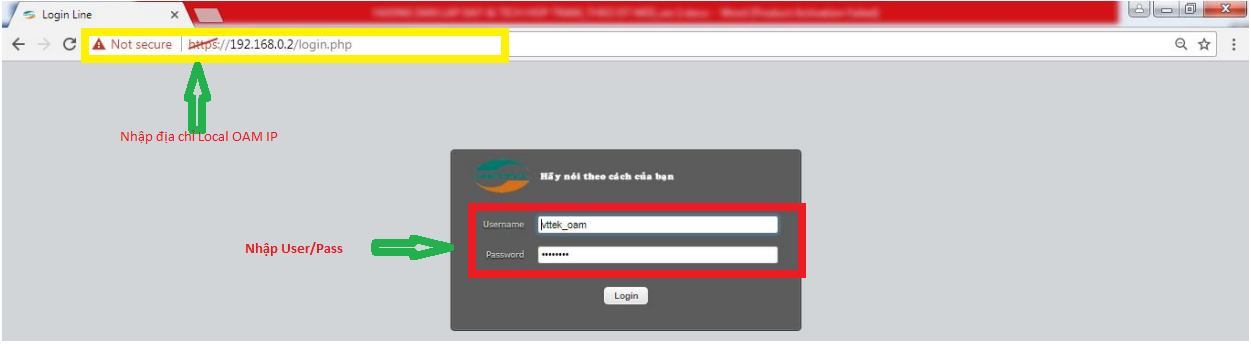 Login Line
Not secure | https://192.168.0.2/login.php
Nhập địa chỉ Local OAM IP
Hãy nói theo cách của bạn
Username vttek_oam
Nhập User/Pass
Password ••••••••
Login